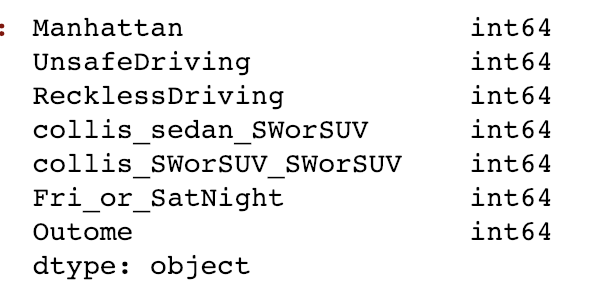 : Manhattan int64
UnsafeDriving int64
RecklessDriving int64
collis_sedan_SWorSUV int64
collis_SWorSUV_SWorSUV int64
Fri_or_SatNight int64
Outome int64
dtype: object